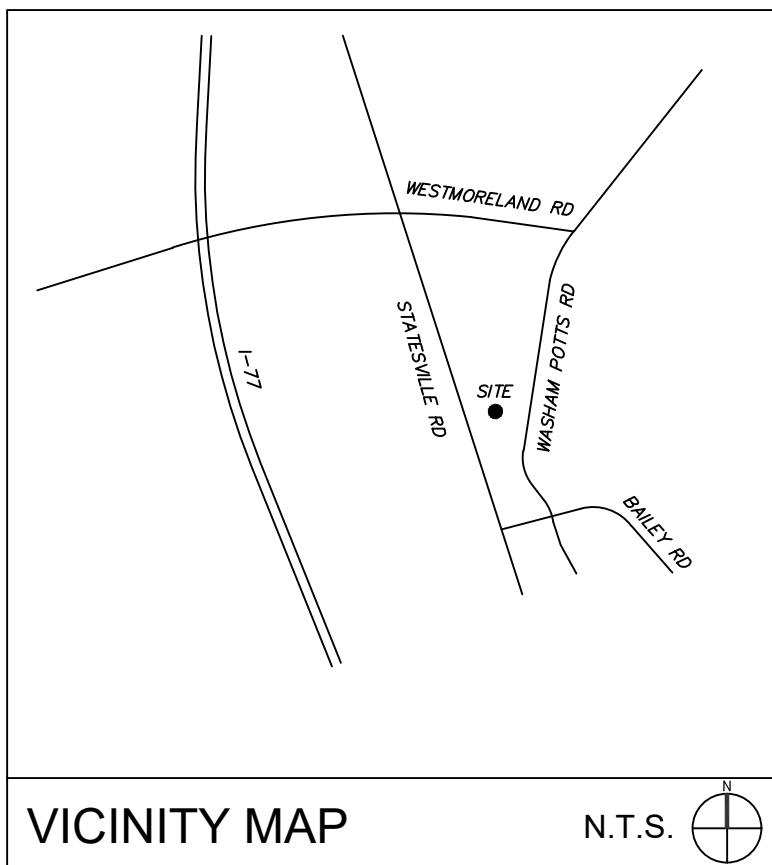 WESTMORELAND RD
STATESVILLE RD
I-77
SITE
WASHAM POTTS RD
BAILEY RD
VICINITY MAP
N.T.S.
N